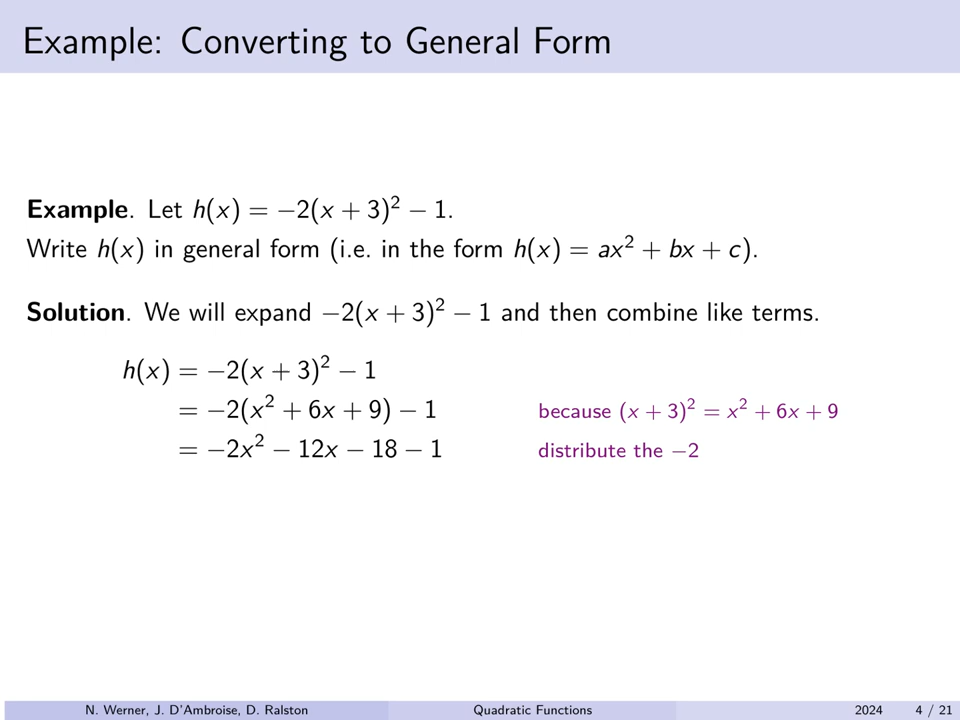 Example: Converting to General Form
Example. Let h(x) = −2(x + 3)² − 1.
Write h(x) in general form (i.e. in the form h(x) = ax² + bx + c).
Solution. We will expand −2(x + 3)² − 1 and then combine like terms.
h(x) = −2(x + 3)² − 1
= −2(x² + 6x + 9) − 1 because (x + 3)² = x² + 6x + 9
= −2x² − 12x − 18 − 1 distribute the −2
N. Werner, J. D'Ambroise, D. Ralston Quadratic Functions 2024 4 / 21